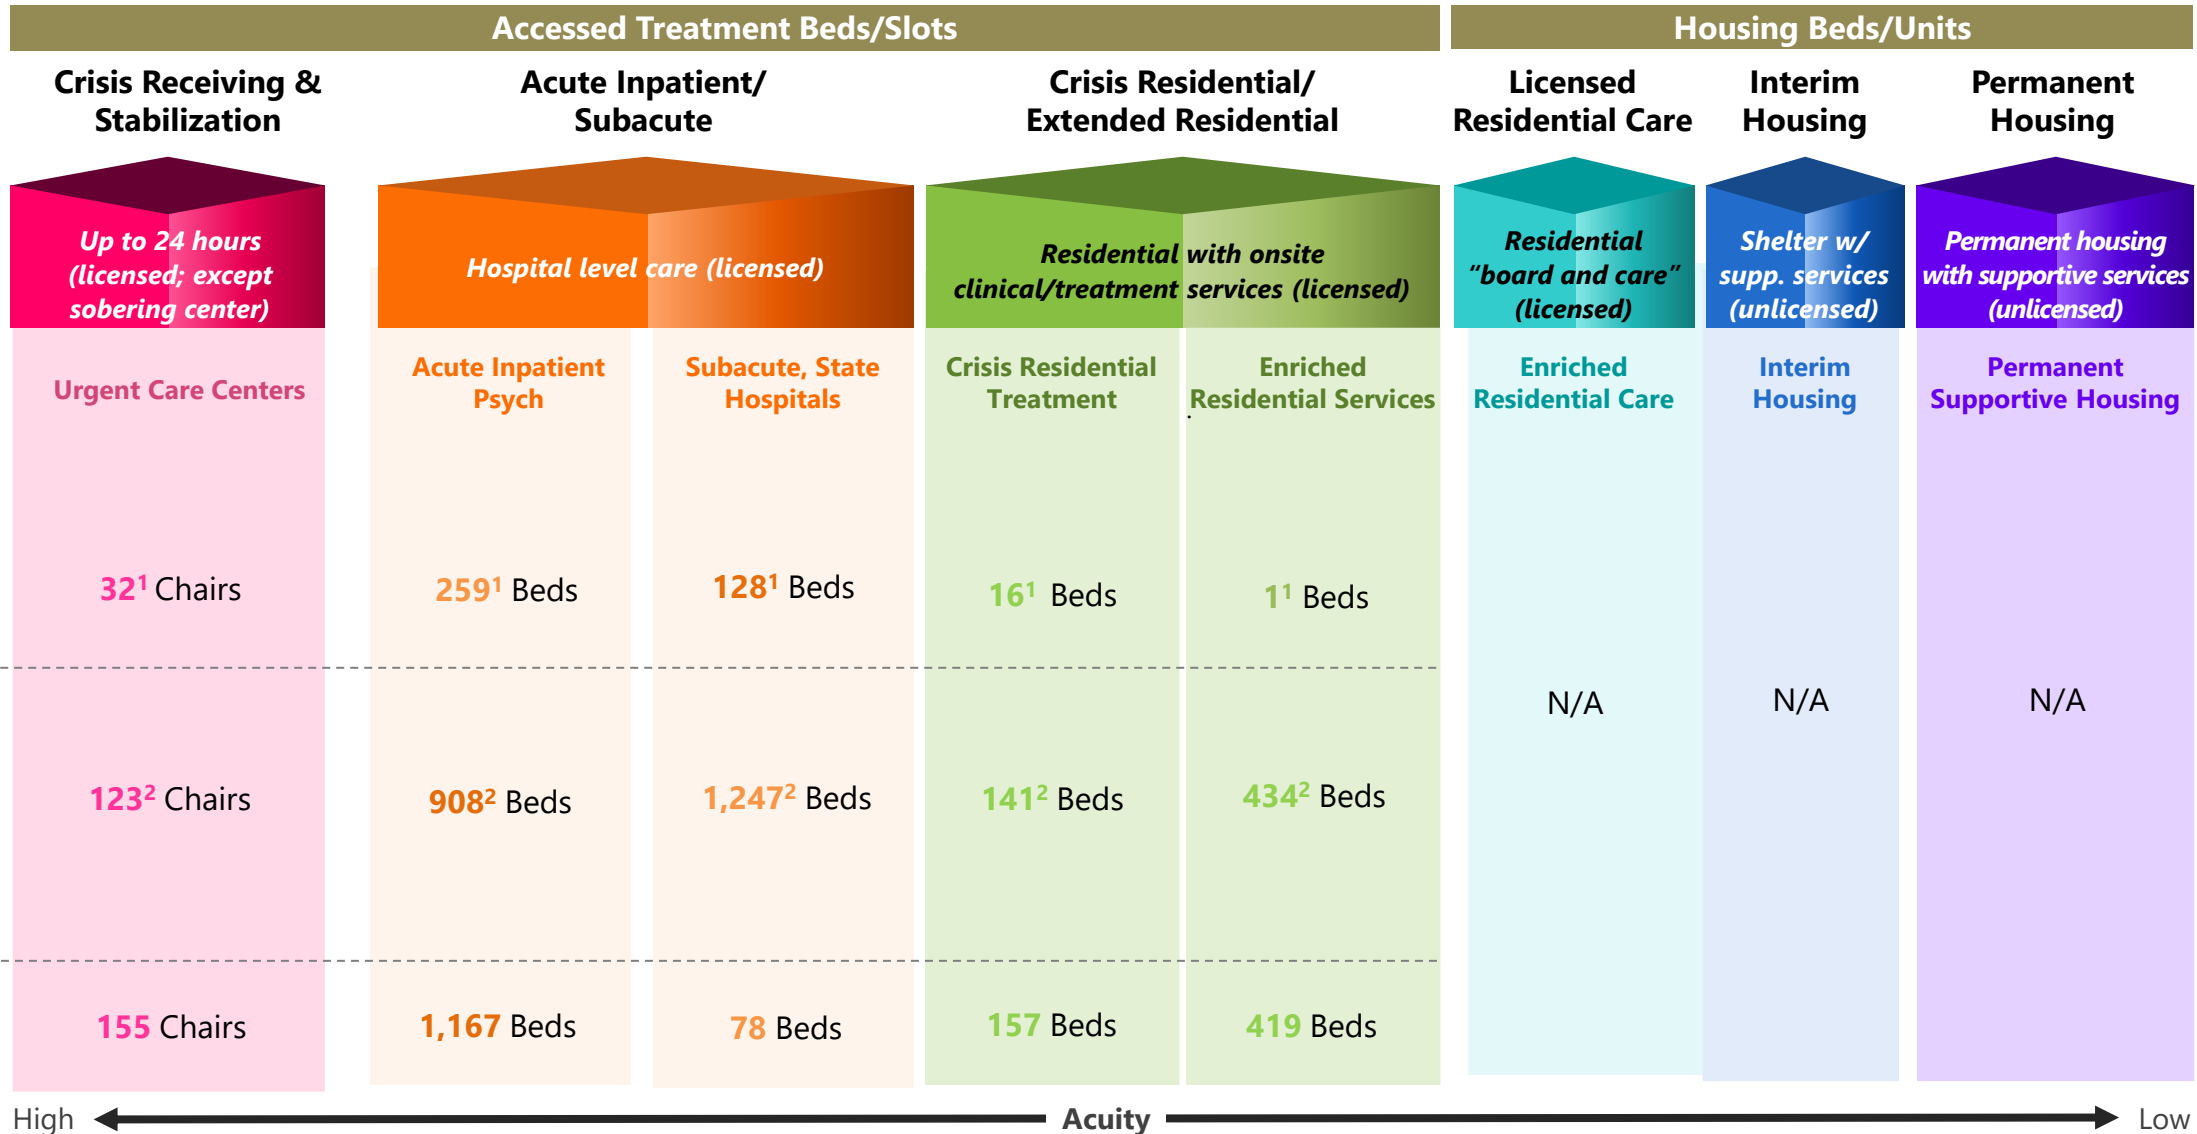 Accessed Treatment Beds/Slots
Housing Beds/Units
Crisis Receiving &
Stabilization
Acute Inpatient/
Subacute
Crisis Residential/
Extended Residential
Licensed
Residential Care
Interim
Housing
Permanent
Housing
Up to 24 hours
(licensed; except
sobering center)
Hospital level care (licensed)
Residential with onsite
clinical/treatment services (licensed)
Residential
“board and care”
(licensed)
Shelter w/
supp. services
(unlicensed)
Permanent housing
with supportive services
(unlicensed)
Urgent Care Centers
Acute Inpatient
Psych
Subacute, State
Hospitals
Crisis Residential
Treatment
Enriched
Residential Services
.
Enriched
Residential Care
Interim
Housing
Permanent
Supportive Housing
32¹ Chairs
259¹ Beds
128¹ Beds
16¹ Beds
1¹ Beds
N/A
N/A
N/A
123² Chairs
908² Beds
1,247² Beds
141² Beds
434² Beds
155 Chairs
1,167 Beds
78 Beds
157 Beds
419 Beds
High
Acuity
Low